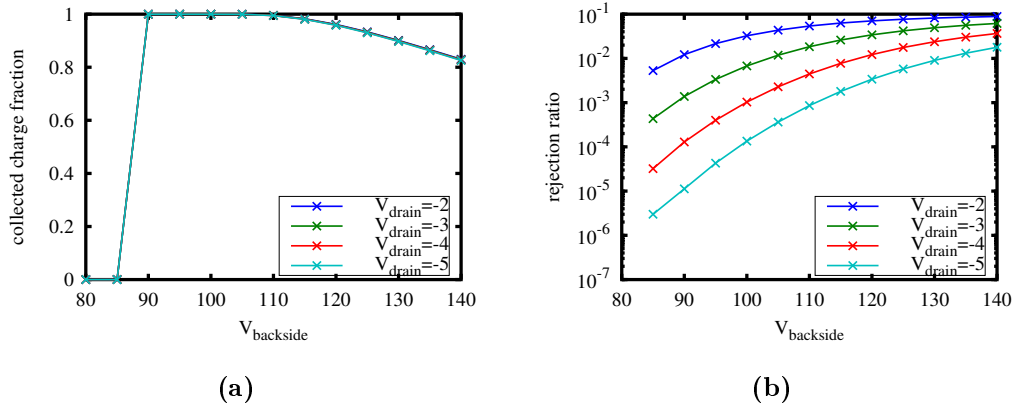 collected charge fraction
1
0.8
0.6
0.4
0.2
0
80 90 100 110 120 130 140
V_backside
V_drain=-2
V_drain=-3
V_drain=-4
V_drain=-5
(a)
rejection ratio
10^-1
10^-2
10^-3
10^-4
10^-5
10^-6
10^-7
80 90 100 110 120 130 140
V_backside
V_drain=-2
V_drain=-3
V_drain=-4
V_drain=-5
(b)